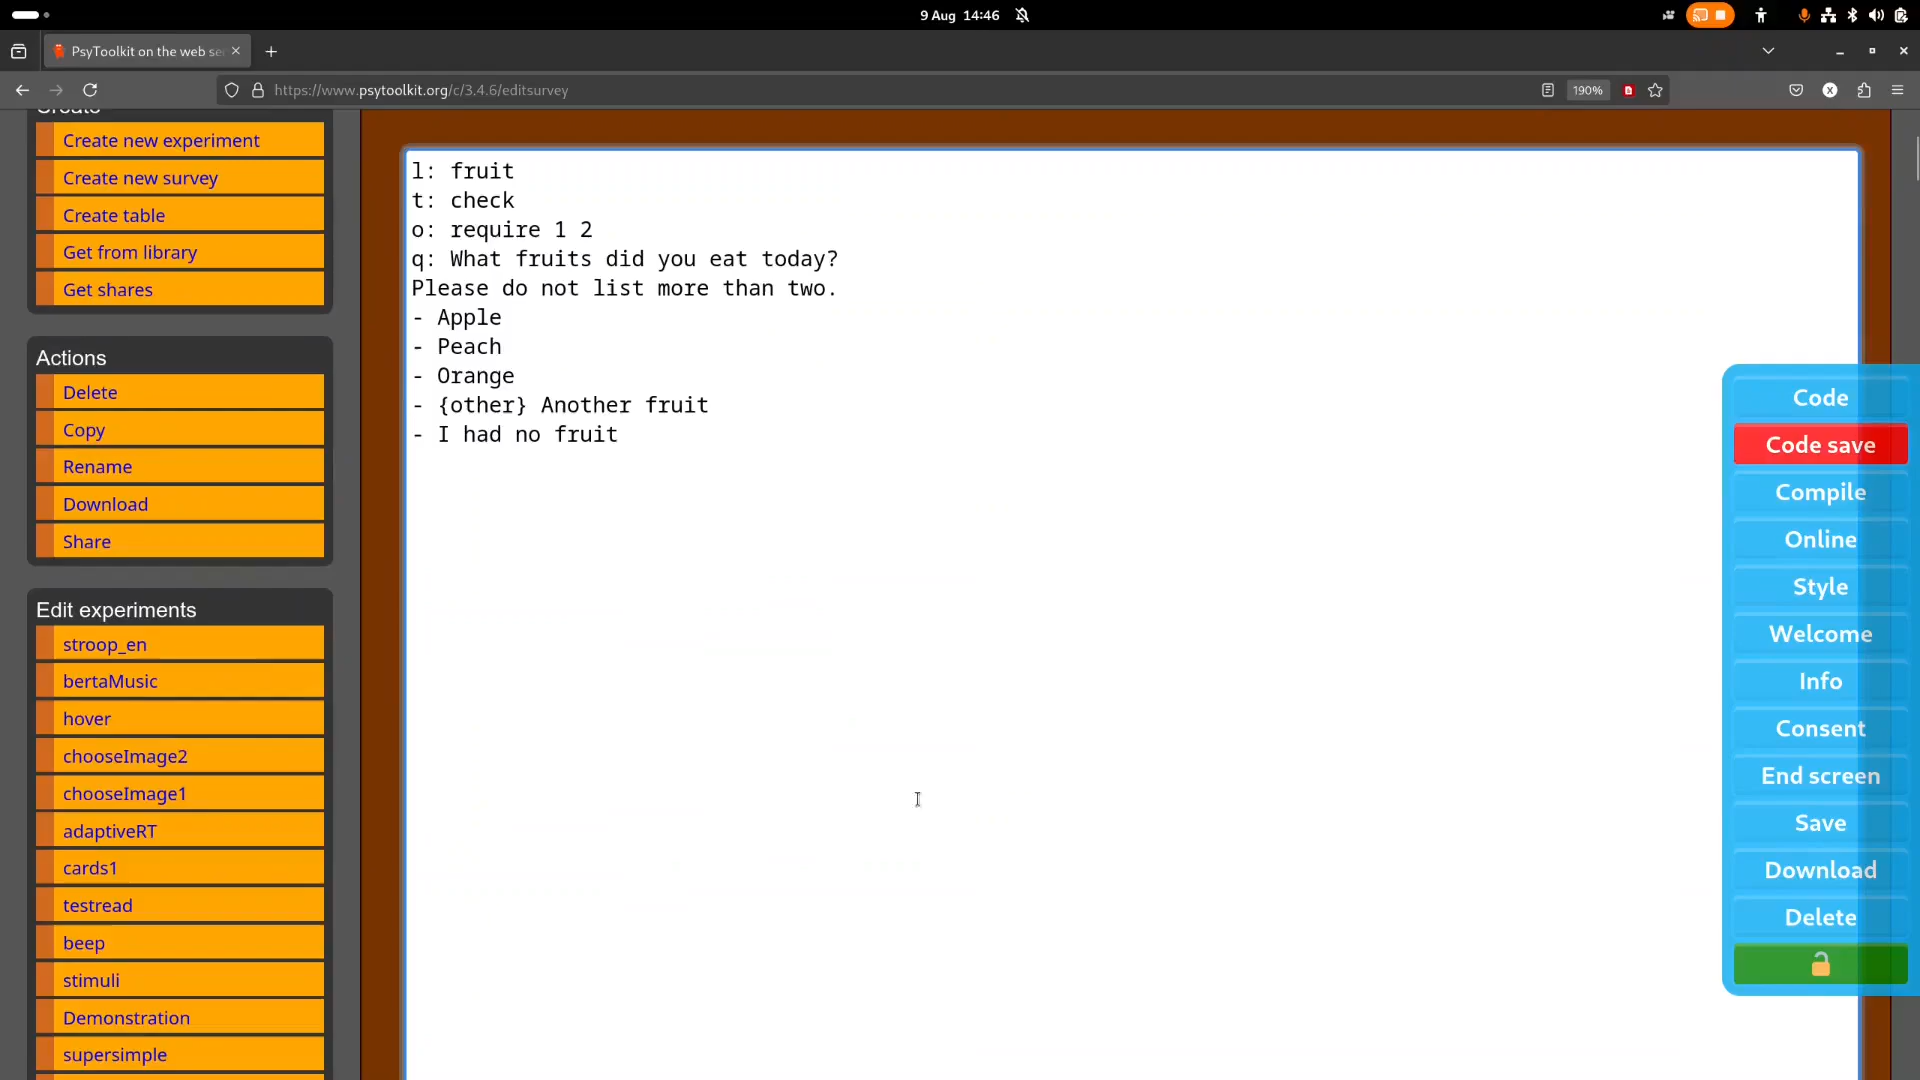 9 Aug 14:46
PsyToolkit on the web se
https://www.psytoolkit.org/c/3.4.6/editsurvey
190%
Create
Create new experiment
Create new survey
Create table
Get from library
Get shares
Actions
Delete
Copy
Rename
Download
Share
Edit experiments
stroop_en
bertaMusic
hover
chooseImage2
chooseImage1
adaptiveRT
cards1
testread
beep
stimuli
Demonstration
supersimple
l: fruit
t: check
o: require 1 2
q: What fruits did you eat today?
Please do not list more than two.
- Apple
- Peach
- Orange
- {other} Another fruit
- I had no fruit
Code
Code save
Compile
Online
Style
Welcome
Info
Consent
End screen
Save
Download
Delete